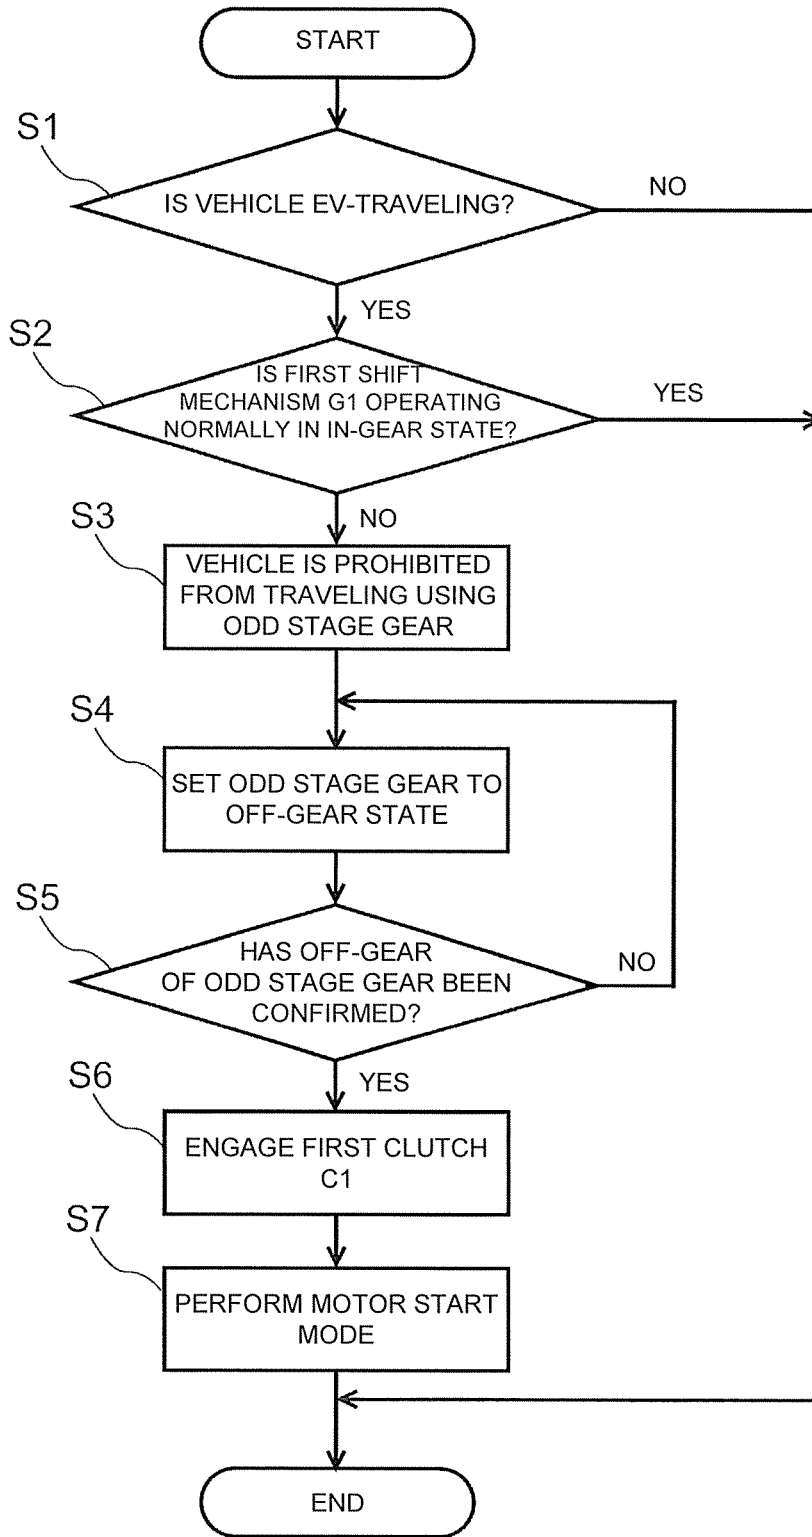 START
S1
IS VEHICLE EV-TRAVELING?
NO
YES
S2
IS FIRST SHIFT
MECHANISM G1 OPERATING
NORMALLY IN IN-GEAR STATE?
YES
NO
S3
VEHICLE IS PROHIBITED
FROM TRAVELING USING
ODD STAGE GEAR
S4
SET ODD STAGE GEAR TO
OFF-GEAR STATE
S5
HAS OFF-GEAR
OF ODD STAGE GEAR BEEN
CONFIRMED?
NO
YES
S6
ENGAGE FIRST CLUTCH
C1
S7
PERFORM MOTOR START
MODE
END